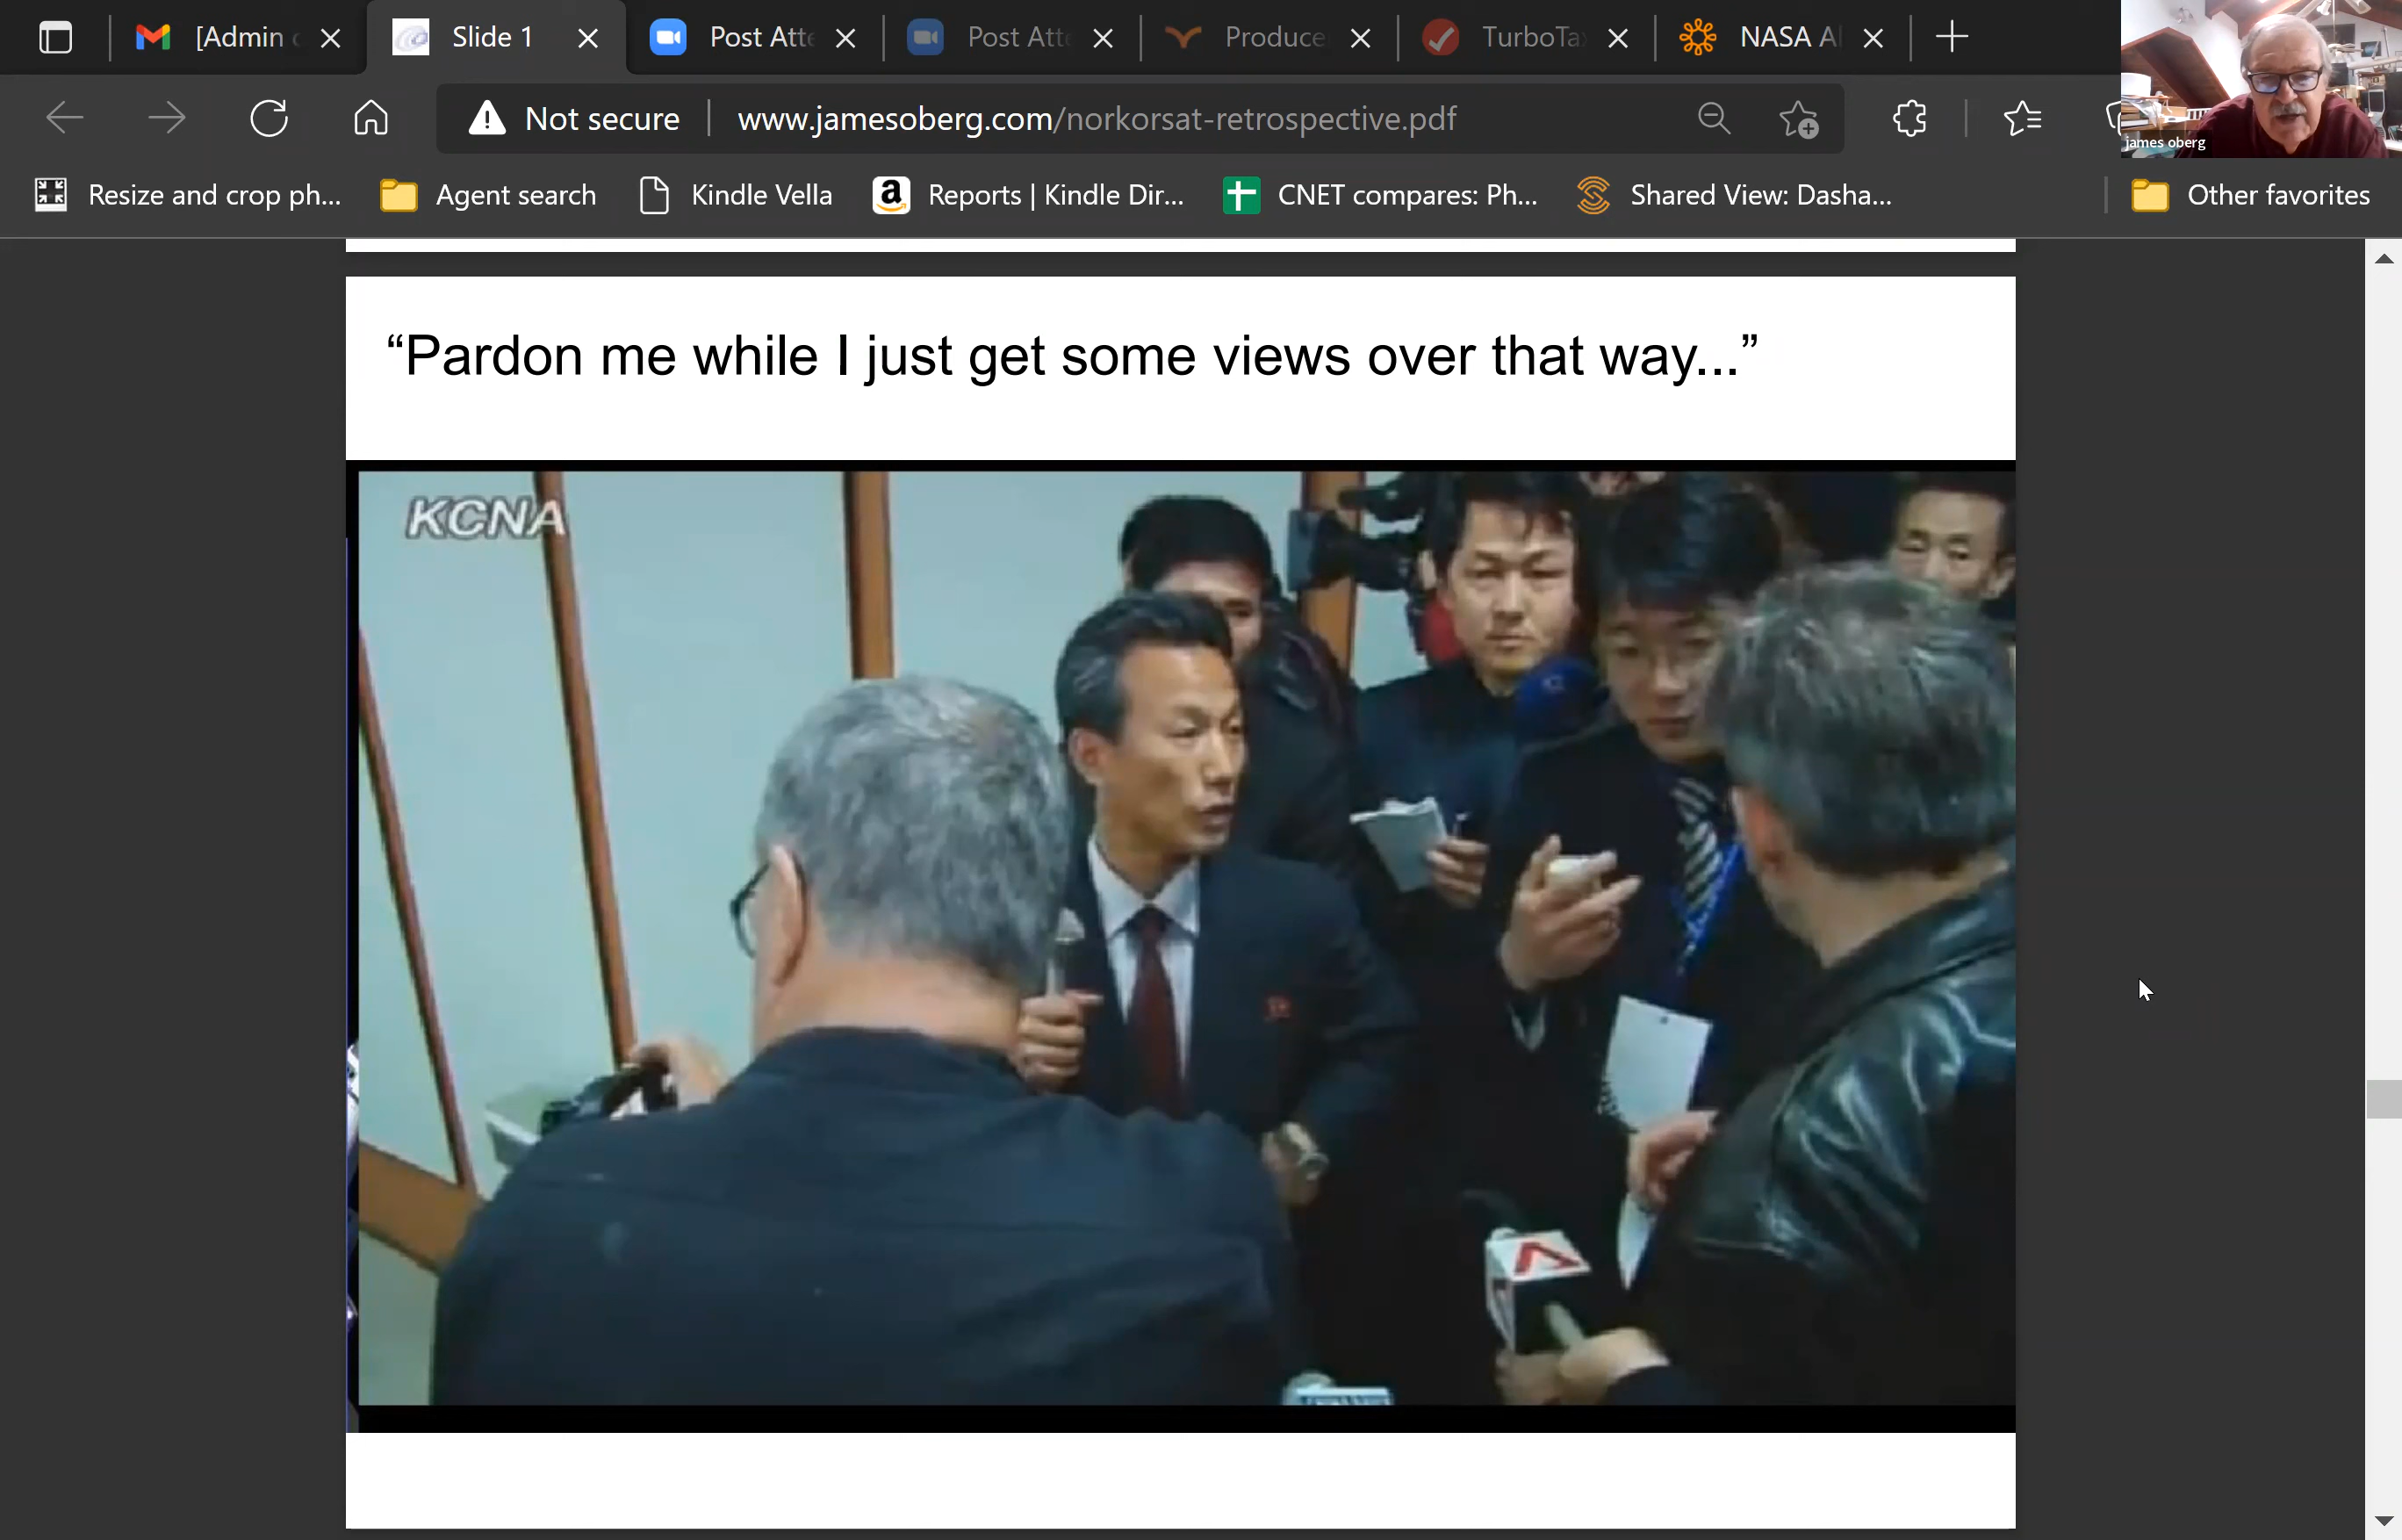 [Admin
Slide 1
Post Atte
Post Atte
Produce
TurboTa
NASA A
Not secure
www.jamesoberg.com/norkorsat-retrospective.pdf
james oberg
Resize and crop ph...
Agent search
Kindle Vella
Reports | Kindle Dir...
CNET compares: Ph...
Shared View: Dasha...
Other favorites
“Pardon me while I just get some views over that way...”
KCNA